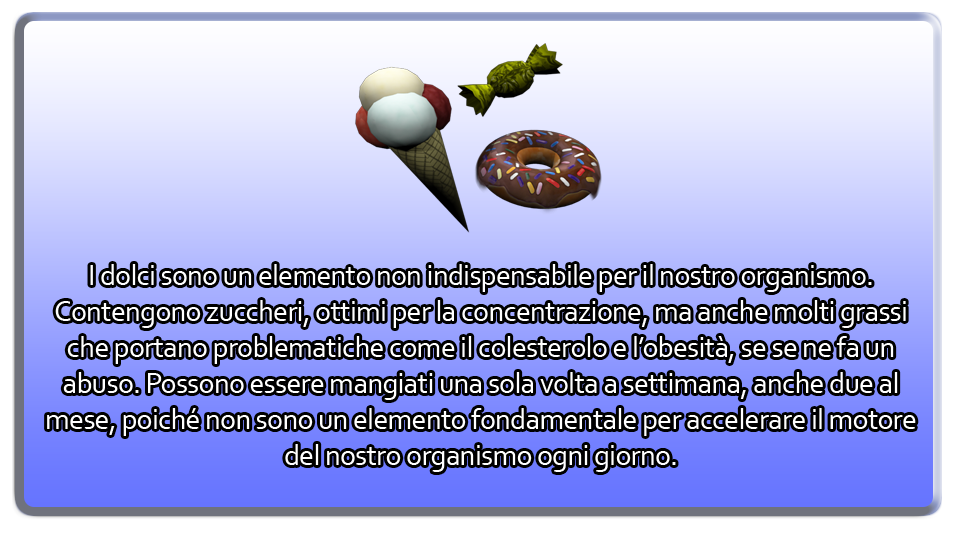 I dolci sono un elemento non indispensabile per il nostro organismo.
Contengono zuccheri, ottimi per la concentrazione, ma anche molti grassi
che portano problematiche come il colesterolo e l’obesità, se se ne fa un
abuso. Possono essere mangiati una sola volta a settimana, anche due al
mese, poiché non sono un elemento fondamentale per accelerare il motore
del nostro organismo ogni giorno.